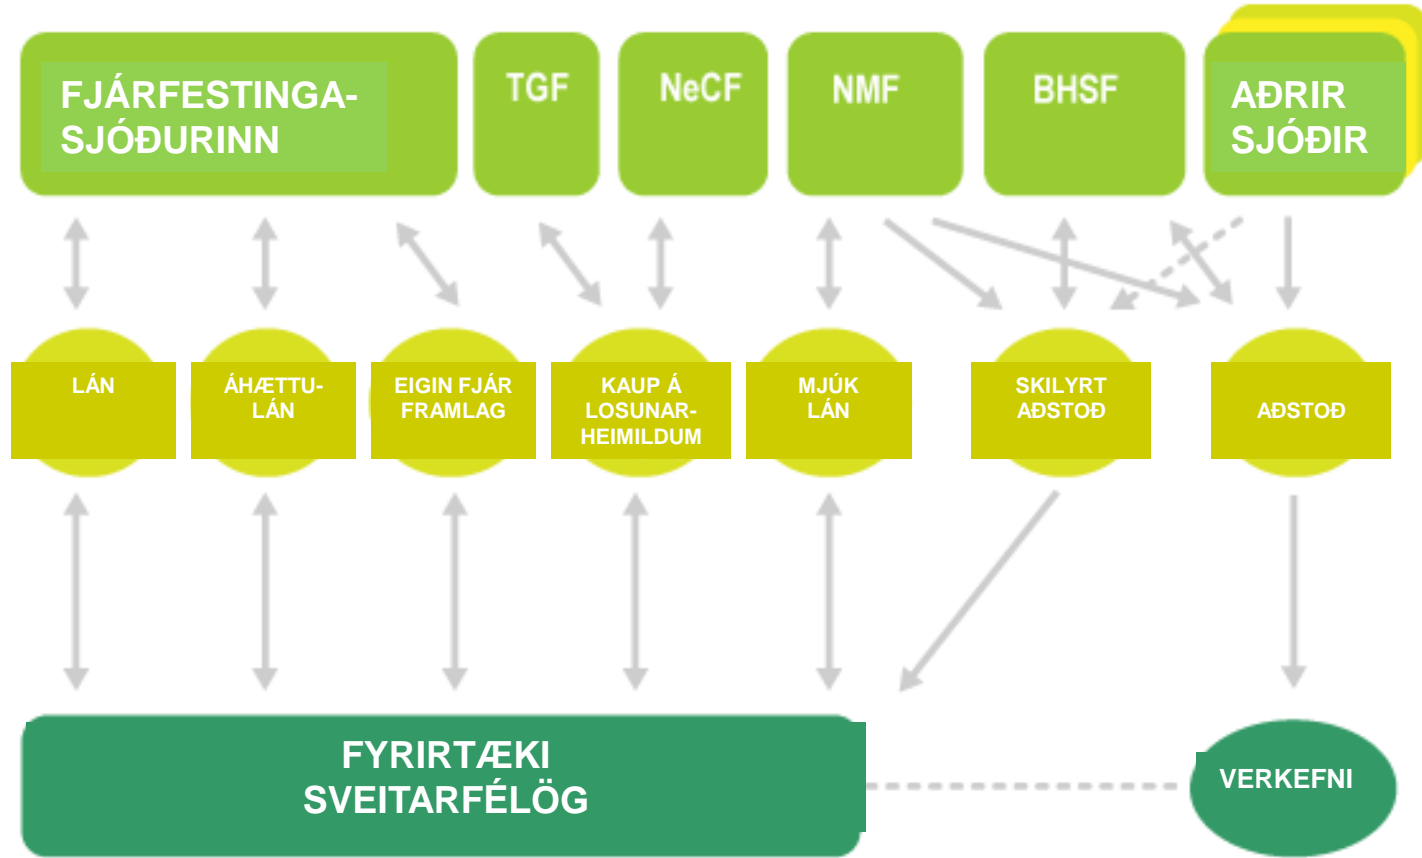 FJÁRFESTINGA-
SJÓÐURINN
TGF
NeCF
NMF
BHSF
AÐRIR
SJÓÐIR
LÁN
ÁHÆTTU-
LÁN
EIGIN FJÁR
FRAMLAG
KAUP Á
LOSUNAR-
HEIMILDUM
MJÚK
LÁN
SKILYRT
AÐSTOÐ
AÐSTOÐ
FYRIRTÆKI
SVEITARFÉLÖG
VERKEFNI